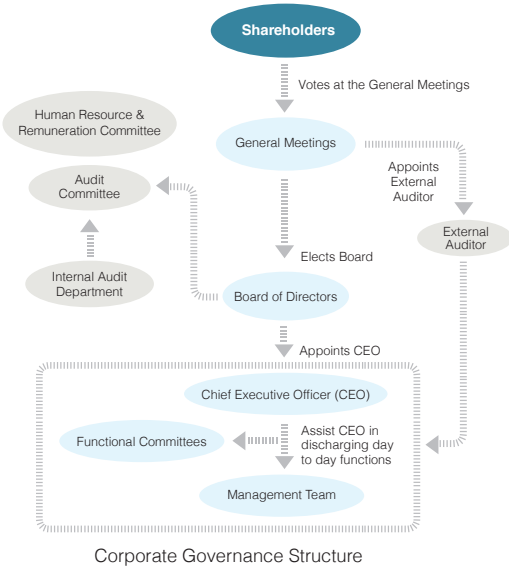 Shareholders
Votes at the General Meetings
Human Resource &
Remuneration Committee
General Meetings
Audit
Committee
Appoints
External
Auditor
External
Auditor
Internal Audit
Department
Elects Board
Board of Directors
Appoints CEO
Chief Executive Officer (CEO)
Functional Committees
Assist CEO in
discharging day
to day functions
Management Team
Corporate Governance Structure